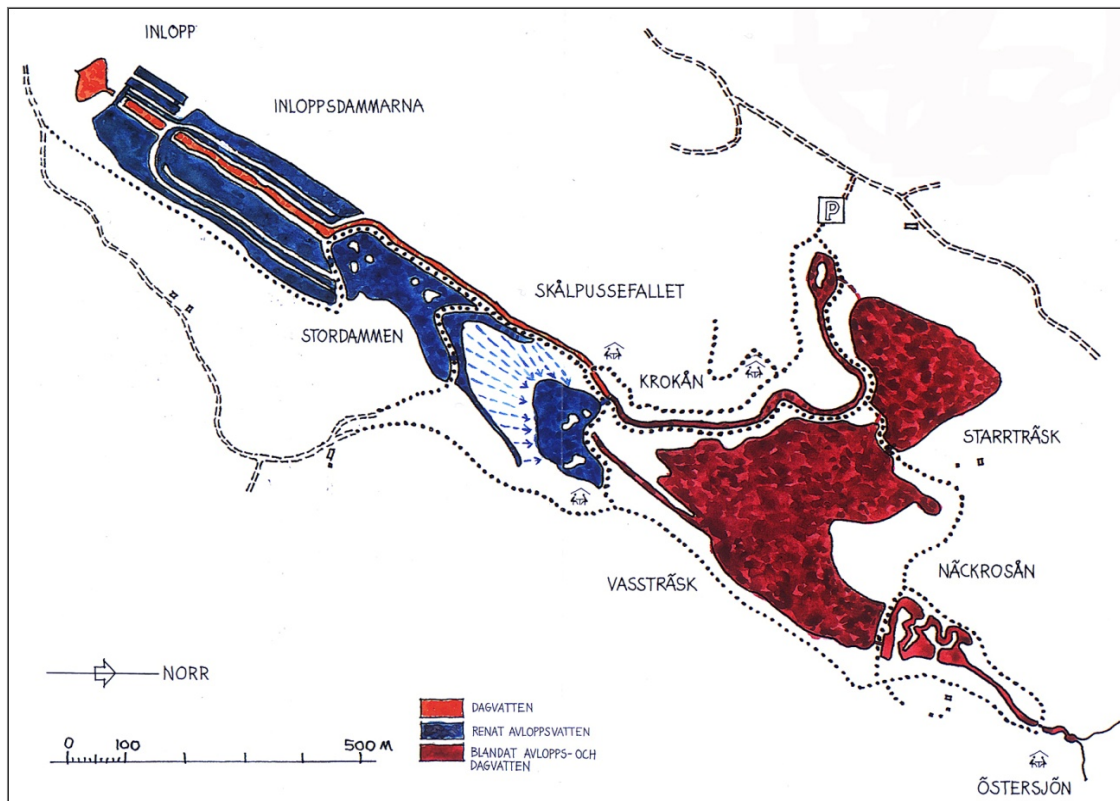 INLOPP
INLOPPSDAMMARNA
P
SKÅLPUSSEFALLET
STORDAMMEN
KROKÅN
STARRTRÄSK
NÄCKROSÅN
VASSTRÄSK
NORR
DAGVATTEN
RENAT AVLOPPSVATTEN
BLANDAT AVLOPPS- OCH
DAGVATTEN
0 100 500 M
ÖSTERSJÖN